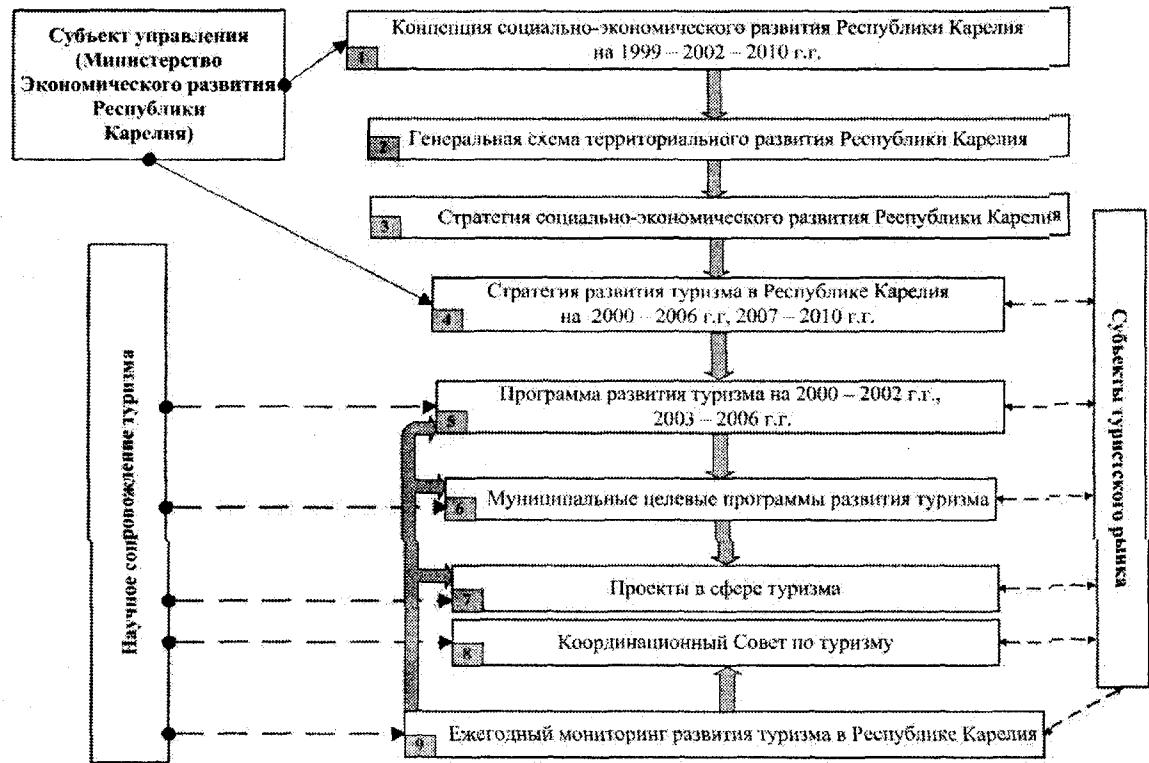 Субъект управления
(Министерство
Экономического развития
Республики
Карелия)
Концепция социально-экономического развития Республики Карелия
на 1999 – 2002 – 2010 г.г.
1
Генеральная схема территориального развития Республики Карелия
2
Стратегия социально-экономического развития Республики Карелия
3
Стратегия развития туризма в Республике Карелия
на 2000 – 2006 г.г, 2007 – 2010 г.г.
4
Программа развития туризма на 2000 – 2002 г.г.,
2003 – 2006 г.г.
5
Муниципальные целевые программы развития туризма
6
Проекты в сфере туризма
7
Координационный Совет по туризму
8
Ежегодный мониторинг развития туризма в Республике Карелия
9
Научное сопровождение туризма
Субъекты туристского рынка